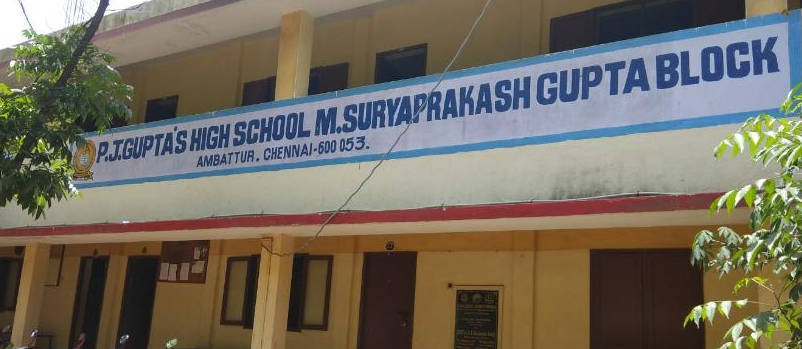 P.T.GUPTA'S HIGH SCHOOL M.SURYAPRAKASH GUPTA BLOCK
AMBATTUR, CHENNAI-600 053.